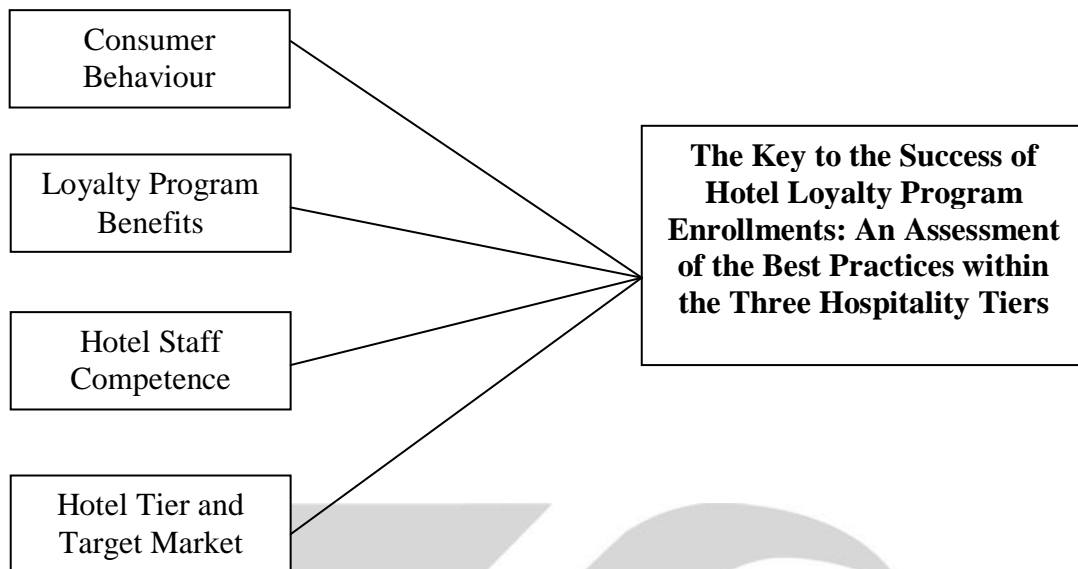 Consumer
Behaviour
Loyalty Program
Benefits
Hotel Staff
Competence
Hotel Tier and
Target Market
The Key to the Success of
Hotel Loyalty Program
Enrollments: An Assessment
of the Best Practices within
the Three Hospitality Tiers